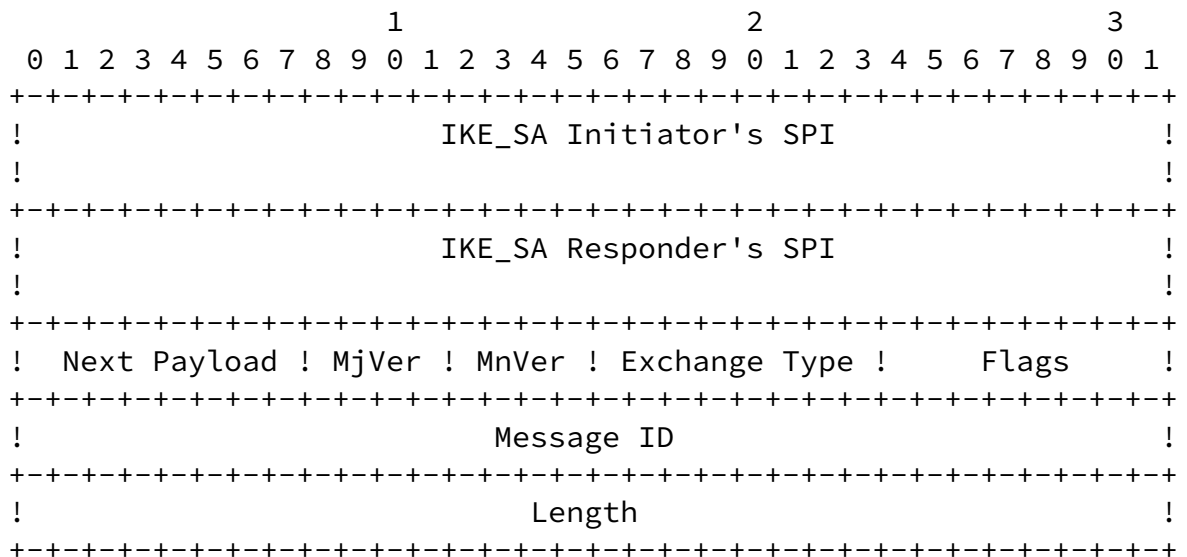 1                   2                   3
 0 1 2 3 4 5 6 7 8 9 0 1 2 3 4 5 6 7 8 9 0 1 2 3 4 5 6 7 8 9 0 1
+-+-+-+-+-+-+-+-+-+-+-+-+-+-+-+-+-+-+-+-+-+-+-+-+-+-+-+-+-+-+-+-+
!                       IKE_SA Initiator's SPI                  !
!                                                               !
+-+-+-+-+-+-+-+-+-+-+-+-+-+-+-+-+-+-+-+-+-+-+-+-+-+-+-+-+-+-+-+-+
!                       IKE_SA Responder's SPI                  !
!                                                               !
+-+-+-+-+-+-+-+-+-+-+-+-+-+-+-+-+-+-+-+-+-+-+-+-+-+-+-+-+-+-+-+-+
!  Next Payload ! MjVer ! MnVer ! Exchange Type !     Flags     !
+-+-+-+-+-+-+-+-+-+-+-+-+-+-+-+-+-+-+-+-+-+-+-+-+-+-+-+-+-+-+-+-+
!                          Message ID                           !
+-+-+-+-+-+-+-+-+-+-+-+-+-+-+-+-+-+-+-+-+-+-+-+-+-+-+-+-+-+-+-+-+
!                            Length                             !
+-+-+-+-+-+-+-+-+-+-+-+-+-+-+-+-+-+-+-+-+-+-+-+-+-+-+-+-+-+-+-+-+